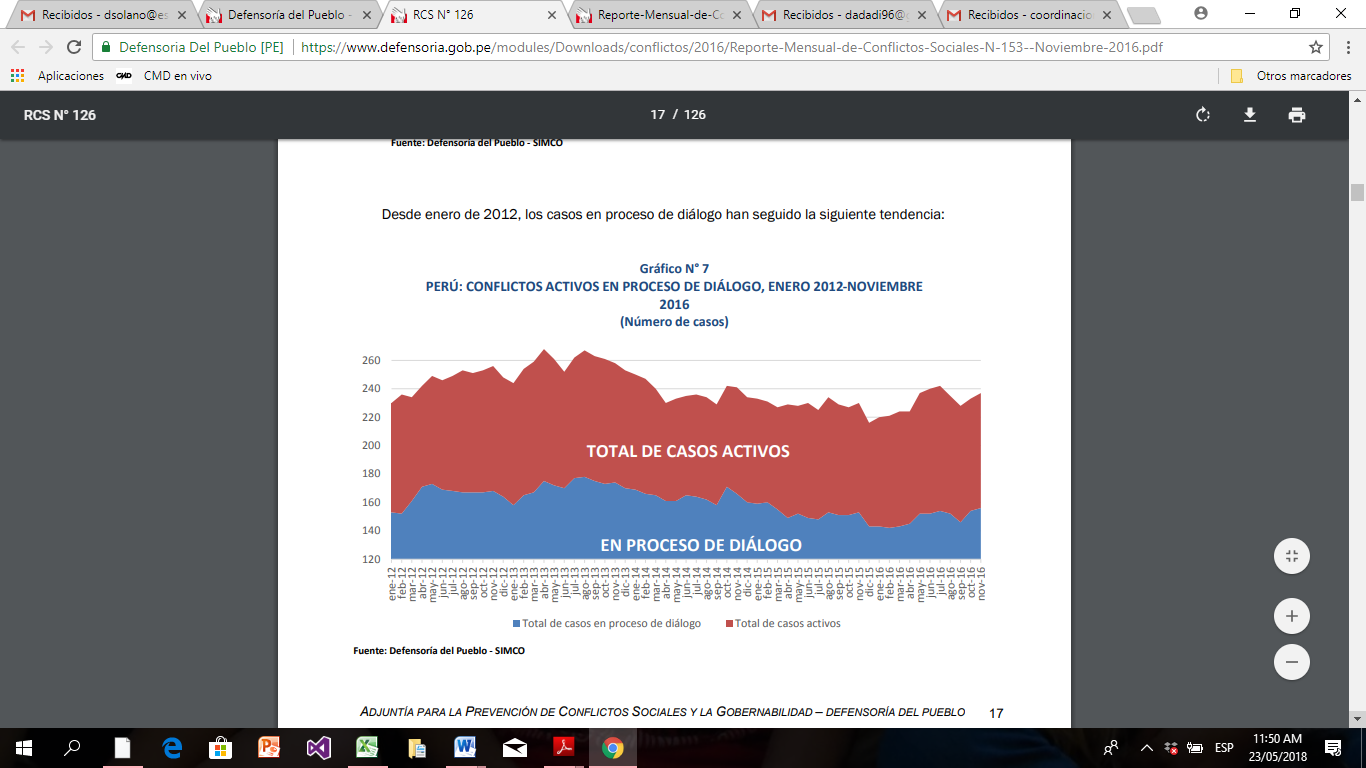 Recibidos - dsolano@es
Defensoría del Pueblo -
RCS N° 126
Reporte-Mensual-de-Co
Recibidos - dadadi96@
Recibidos - coordinacio
Defensoria Del Pueblo [PE]
https://www.defensoria.gob.pe/modules/Downloads/conflictos/2016/Reporte-Mensual-de-Conflictos-Sociales-N-153--Noviembre-2016.pdf
Aplicaciones
CMD en vivo
Otros marcadores
RCS N° 126
17 / 126
Fuente: Defensoría del Pueblo - SIMCO
Desde enero de 2012, los casos en proceso de diálogo han seguido la siguiente tendencia:
Gráfico N° 7
PERÚ: CONFLICTOS ACTIVOS EN PROCESO DE DIÁLOGO, ENERO 2012-NOVIEMBRE
2016
(Número de casos)
260
240
220
200
180
160
140
120
TOTAL DE CASOS ACTIVOS
EN PROCESO DE DIÁLOGO
ene-12
feb-12
mar-12
abr-12
may-12
jun-12
jul-12
ago-12
sep-12
oct-12
nov-12
dic-12
ene-13
feb-13
mar-13
abr-13
may-13
jun-13
jul-13
ago-13
sep-13
oct-13
nov-13
dic-13
ene-14
feb-14
mar-14
abr-14
may-14
jun-14
jul-14
ago-14
sep-14
oct-14
nov-14
dic-14
ene-15
feb-15
mar-15
abr-15
may-15
jun-15
jul-15
ago-15
sep-15
oct-15
nov-15
dic-15
ene-16
feb-16
mar-16
abr-16
may-16
jun-16
jul-16
ago-16
sep-16
oct-16
nov-16
Total de casos en proceso de diálogo
Total de casos activos
Fuente: Defensoría del Pueblo - SIMCO
ADJUNTÍA PARA LA PREVENCIÓN DE CONFLICTOS SOCIALES Y LA GOBERNABILIDAD – DEFENSORÍA DEL PUEBLO 17
ESP
11:50 AM
23/05/2018